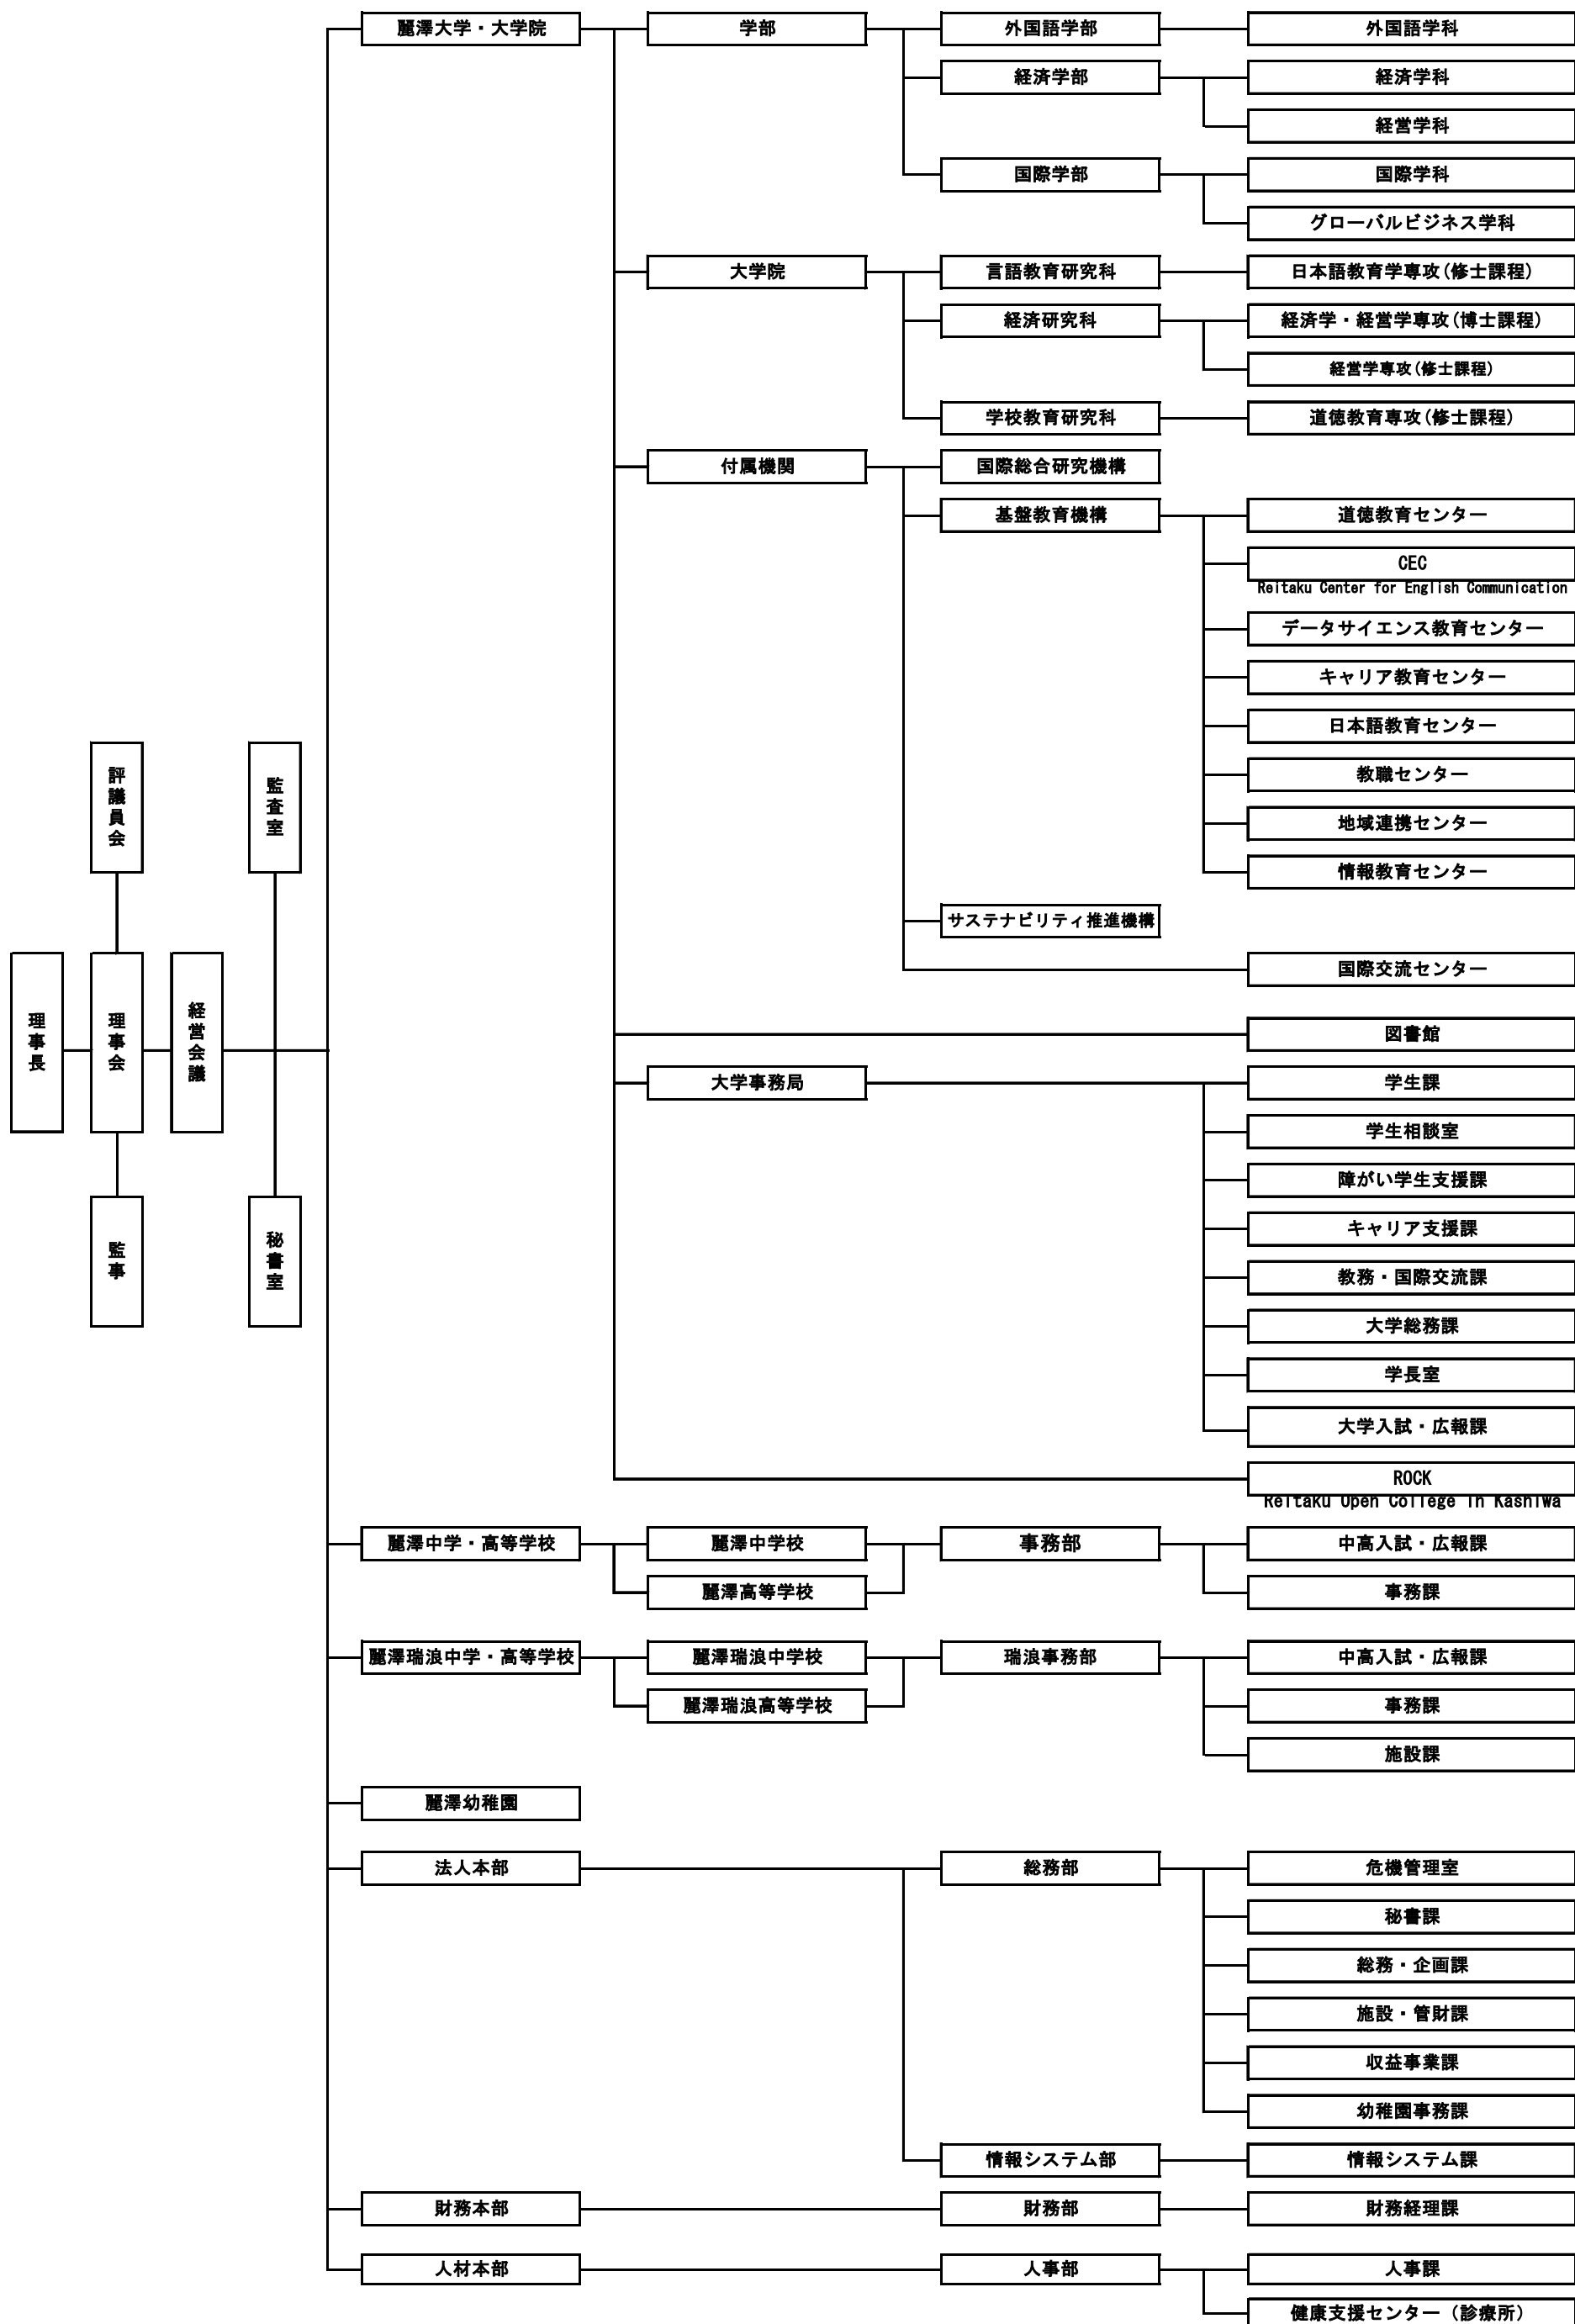 麗澤大学・大学院
学部
外国語学部
外国語学科
経済学部
経済学科
経営学科
国際学部
国際学科
グローバルビジネス学科
大学院
言語教育研究科
日本語教育学専攻(修士課程)
経済研究科
経済学・経営学専攻(博士課程)
経営学専攻(修士課程)
学校教育研究科
道徳教育専攻(修士課程)
付属機関
国際総合研究機構
基盤教育機構
道徳教育センター
CEC
Reitaku Center for English Communication
データサイエンス教育センター
キャリア教育センター
日本語教育センター
教職センター
地域連携センター
情報教育センター
サステナビリティ推進機構
国際交流センター
評議員会
監査室
理事長
理事会
経営会議
監事
秘書室
図書館
大学事務局
学生課
学生相談室
障がい学生支援課
キャリア支援課
教務・国際交流課
大学総務課
学長室
大学入試・広報課
ROCK
Reitaku Open College in Kashiwa
麗澤中学・高等学校
麗澤中学校
事務部
中高入試・広報課
麗澤高等学校
事務課
麗澤瑞浪中学・高等学校
麗澤瑞浪中学校
瑞浪事務部
中高入試・広報課
麗澤瑞浪高等学校
事務課
施設課
麗澤幼稚園
法人本部
総務部
危機管理室
秘書課
総務・企画課
施設・管財課
収益事業課
幼稚園事務課
情報システム部
情報システム課
財務本部
財務部
財務経理課
人材本部
人事部
人事課
健康支援センター（診療所）